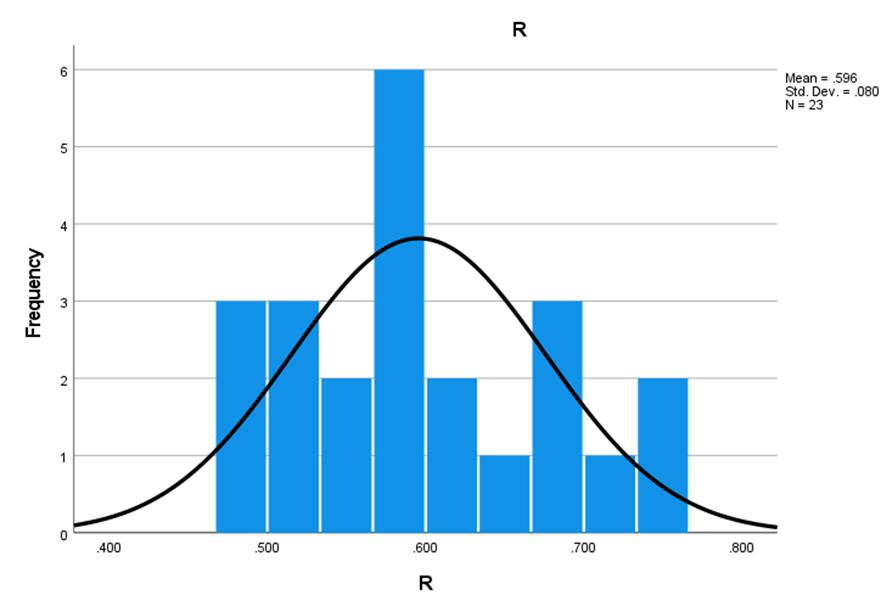 R
Mean = .596
Std. Dev. = .080
N = 23
Frequency
6
5
4
3
2
1
0
.400 .500 .600 .700 .800
R